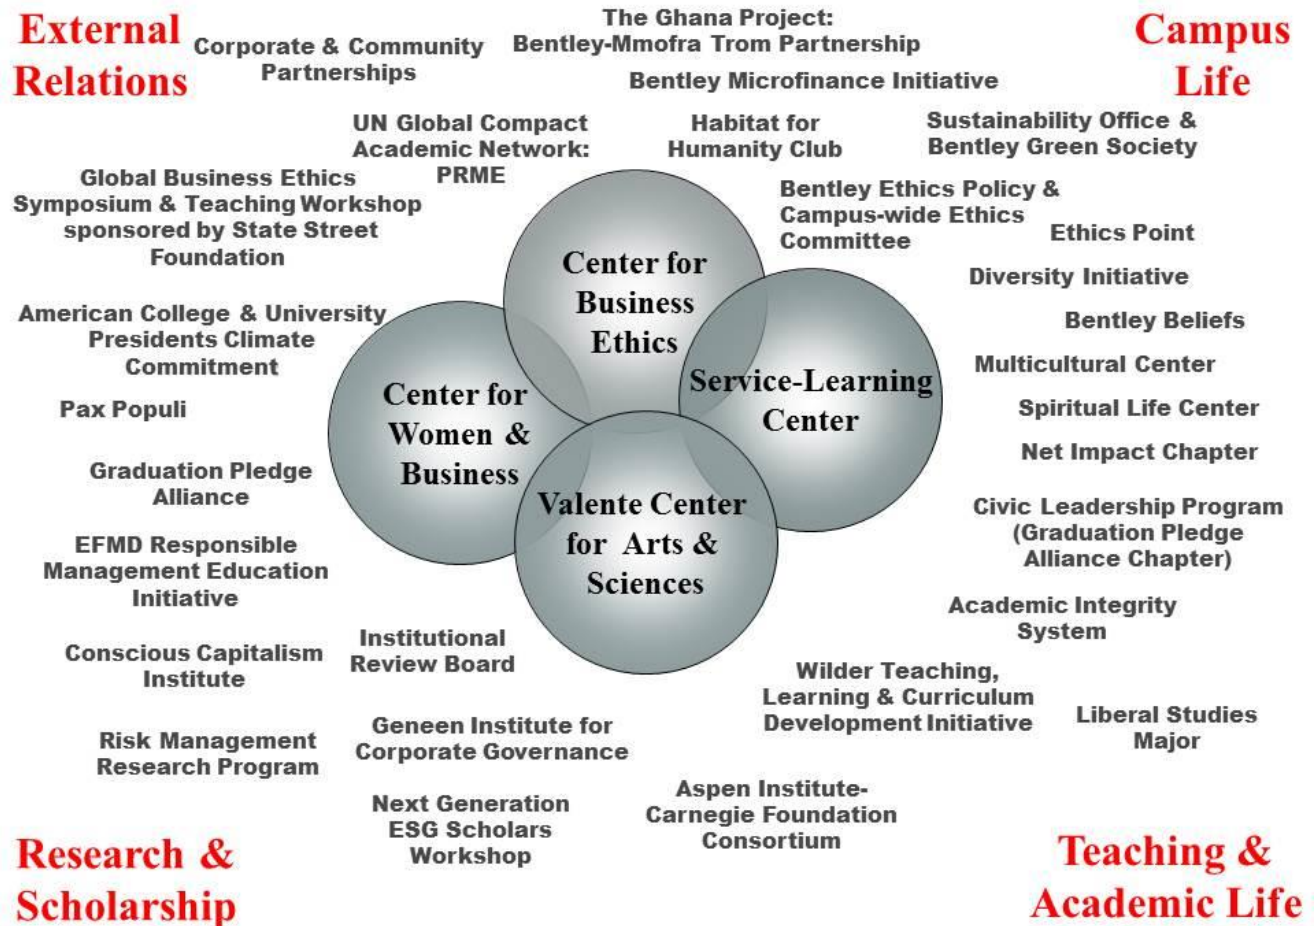 External
Relations
Corporate & Community
Partnerships
The Ghana Project:
Bentley-Mmofra Trom Partnership
Bentley Microfinance Initiative
Campus
Life
UN Global Compact
Academic Network:
PRME
Habitat for
Humanity Club
Sustainability Office &
Bentley Green Society
Global Business Ethics
Symposium & Teaching Workshop
sponsored by State Street
Foundation
Bentley Ethics Policy &
Campus-wide Ethics
Committee
Ethics Point
Diversity Initiative
American College & University
Presidents Climate
Commitment
Bentley Beliefs
Multicultural Center
Pax Populi
Spiritual Life Center
Net Impact Chapter
Graduation Pledge
Alliance
Center for
Business
Ethics
Center for
Women &
Business
Service-Learning
Center
Valente Center
for Arts &
Sciences
Civic Leadership Program
(Graduation Pledge
Alliance Chapter)
EFMD Responsible
Management Education
Initiative
Academic Integrity
System
Conscious Capitalism
Institute
Institutional
Review Board
Wilder Teaching,
Learning & Curriculum
Development Initiative
Liberal Studies
Major
Risk Management
Research Program
Geneen Institute for
Corporate Governance
Next Generation
ESG Scholars
Workshop
Aspen Institute-
Carnegie Foundation
Consortium
Research &
Scholarship
Teaching &
Academic Life